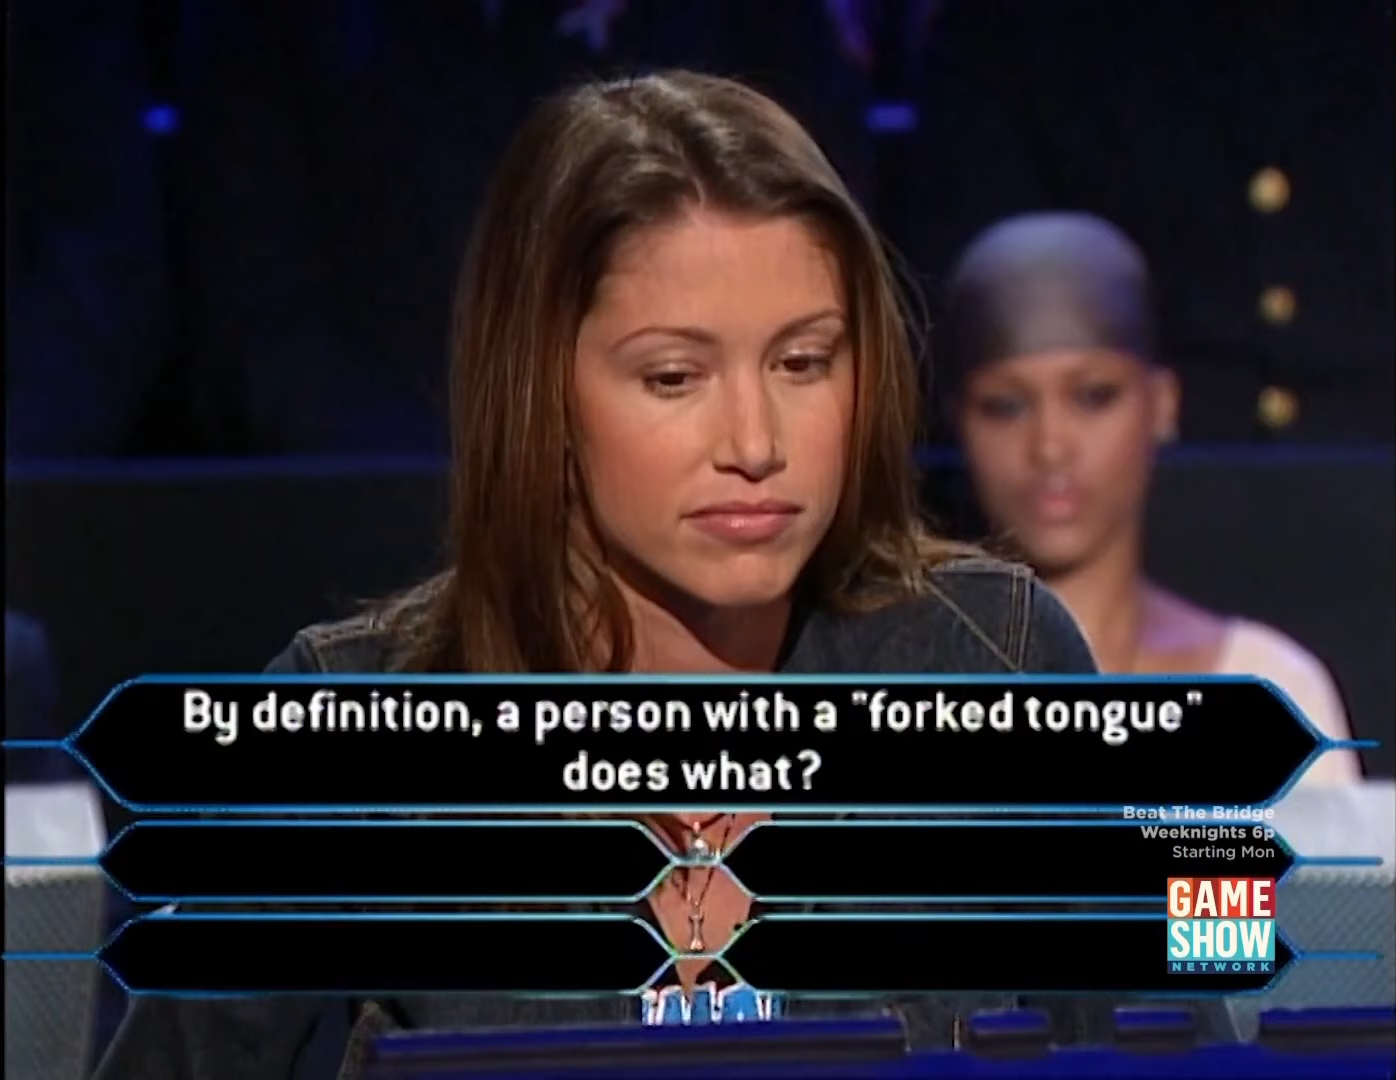 By definition, a person with a "forked tongue"
does what?
Beat The Bridge
Weeknights 6p
Starting Mon
GAME
SHOW
NETWORK